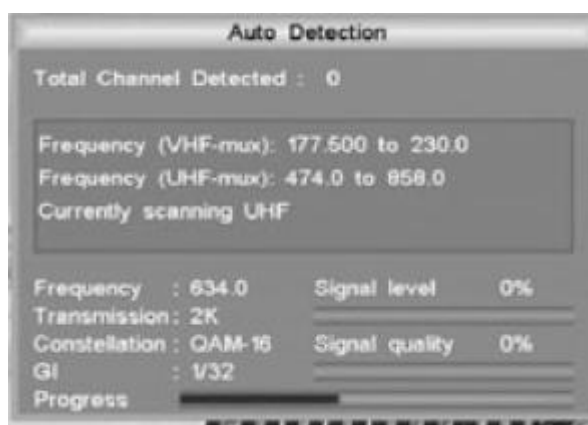 Auto Detection
Total Channel Detected : 0
Frequency (VHF-mux): 177.500 to 230.0
Frequency (UHF-mux): 474.0 to 858.0
Currently scanning UHF
Frequency : 634.0 Signal level 0%
Transmission : 2K
Constellation : QAM-16 Signal quality 0%
GI : 1/32
Progress